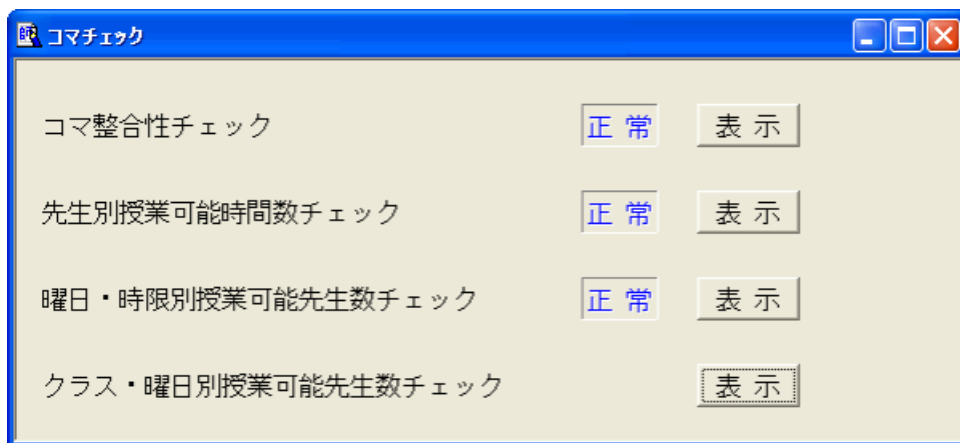 コマチェック
コマ整合性チェック 正 常 表 示
先生別授業可能時間数チェック 正 常 表 示
曜日・時限別授業可能先生数チェック 正 常 表 示
クラス・曜日別授業可能先生数チェック 表 示